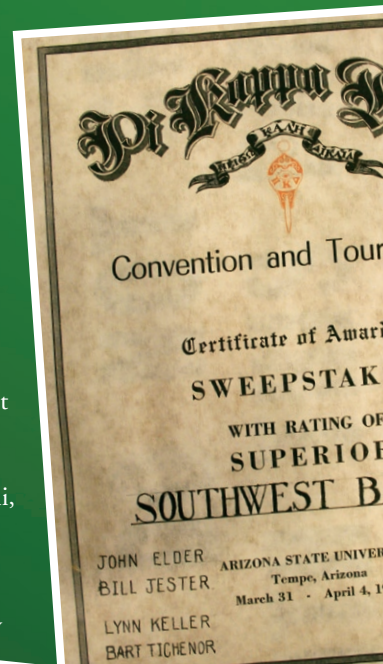 Pi Kappa
Convention and Tour
Certificate of Awar
SWEEPSTAK
WITH RATING OF
SUPERIOR
SOUTHWEST B
JOHN ELDER
BILL JESTER
LYNN KELLER
BART TICHENOR
ARIZONA STATE UNIVER
Tempe, Arizona
March 31 - April 4, 19
t
i,